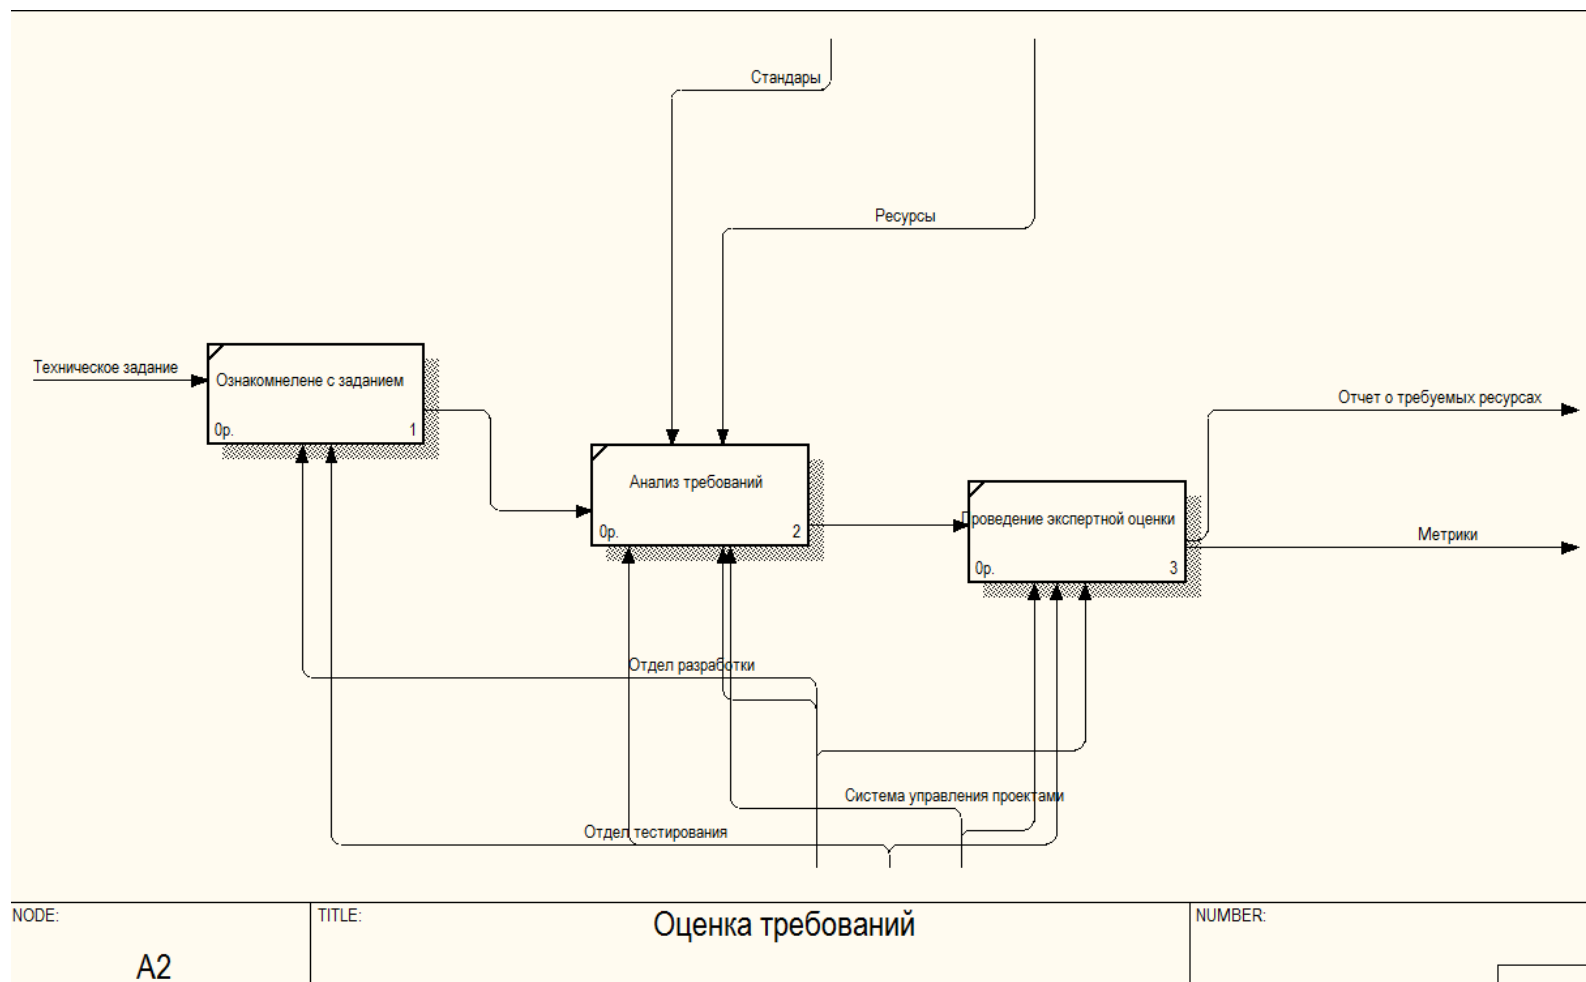 Стандары
Ресурсы
Техническое задание
Ознакомнелене с заданием
0р.
1
Отчет о требуемых ресурсах
Анализ требований
0р.
2
Проведение экспертной оценки
0р.
3
Метрики
Отдел разработки
Система управления проектами
Отдел тестирования
NODE:
TITLE:
Оценка требований
NUMBER:
A2